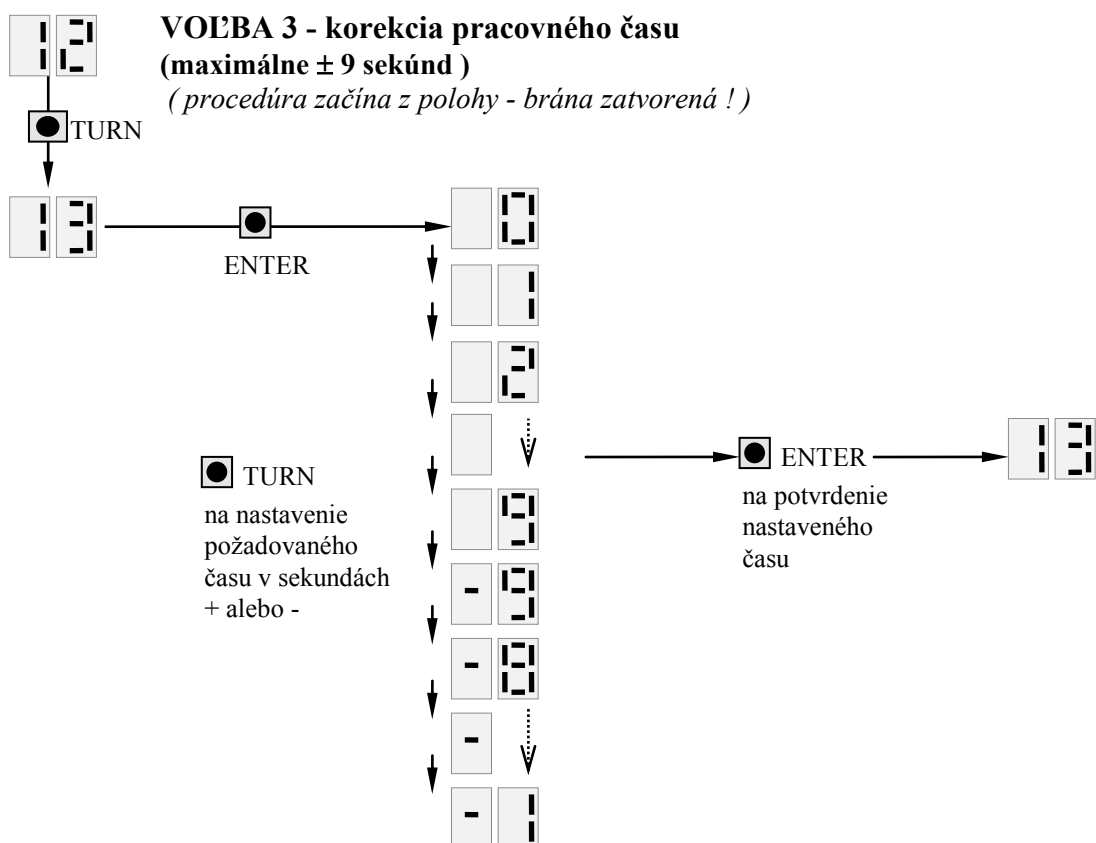 12
VOĽBA 3 - korekcia pracovného času
(maximálne ± 9 sekúnd )
( procedúra začína z polohy - brána zatvorená ! )
TURN
13
ENTER
0
1
2
9
- 9
- 8
-
- 1
TURN
na nastavenie
požadovaného
času v sekundách
+ alebo -
ENTER
na potvrdenie
nastaveného
času
13